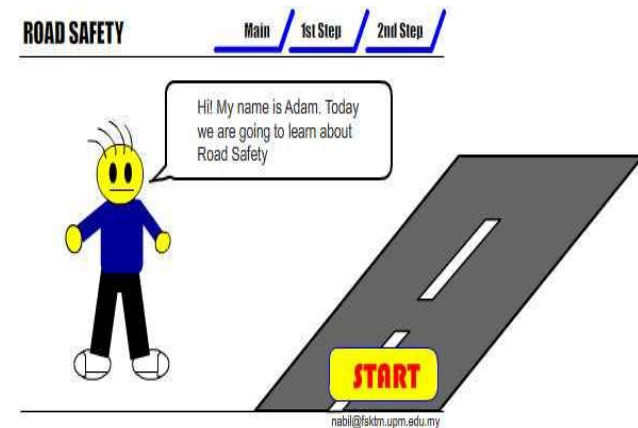 ROAD SAFETY
Main
1st Step
2nd Step
Hi! My name is Adam. Today
we are going to learn about
Road Safety
START
nabil@fsktm.upm.edu.my